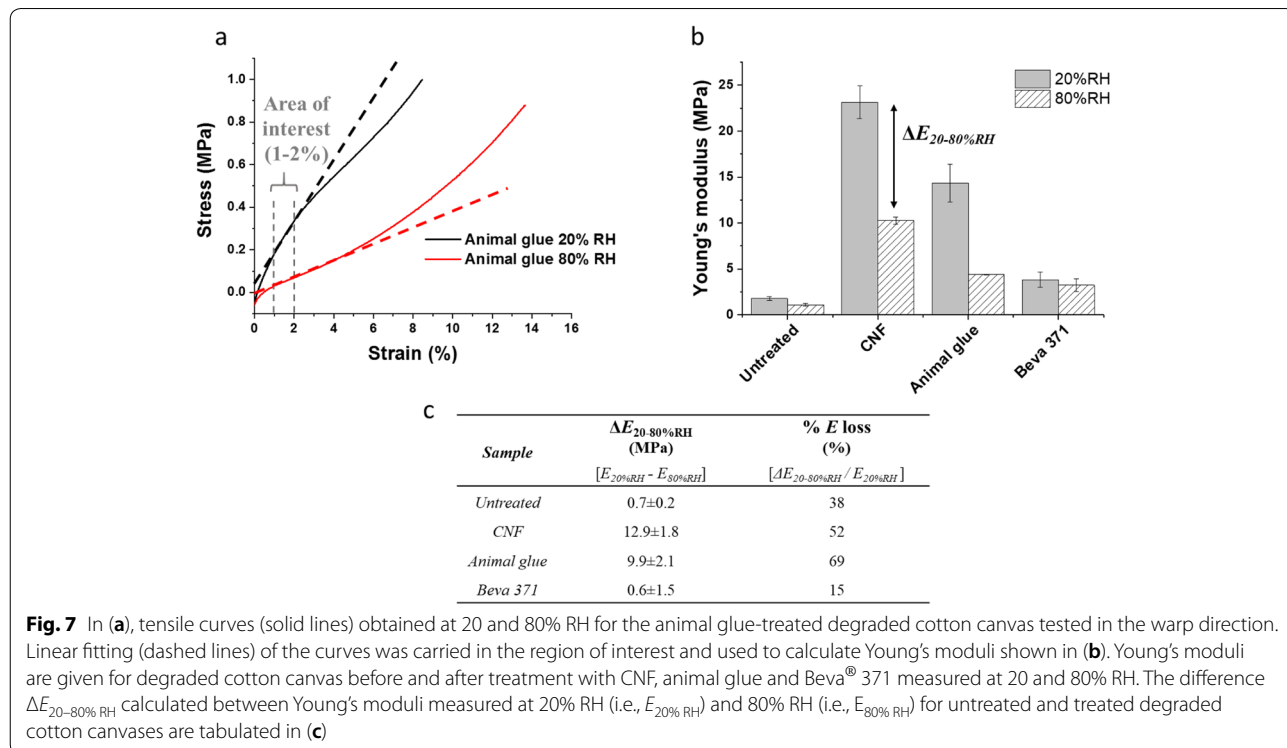 a
1.0
0.8
0.6
0.4
0.2
0.0
Stress (MPa)
Area of
interest
(1-2%)
Animal glue 20% RH
Animal glue 80% RH
0 2 4 6 8 10 12 14 16
Strain (%)
b
25
20
15
10
5
0
Young's modulus (MPa)
20%RH
80%RH
ΔE20-80%RH
Untreated
CNF
Animal glue
Beva 371
c
Sample ΔE20-80%RH (MPa) % E loss (%)
[E20%RH - E80%RH] [ΔE20-80%RH / E20%RH ]
Untreated 0.7±0.2 38
CNF 12.9±1.8 52
Animal glue 9.9±2.1 69
Beva 371 0.6±1.5 15
Fig. 7 In (a), tensile curves (solid lines) obtained at 20 and 80% RH for the animal glue-treated degraded cotton canvas tested in the warp direction.
Linear fitting (dashed lines) of the curves was carried in the region of interest and used to calculate Young's moduli shown in (b). Young's moduli
are given for degraded cotton canvas before and after treatment with CNF, animal glue and Beva® 371 measured at 20 and 80% RH. The difference
ΔE20–80% RH calculated between Young's moduli measured at 20% RH (i.e., E20% RH) and 80% RH (i.e., E80% RH) for untreated and treated degraded
cotton canvases are tabulated in (c)